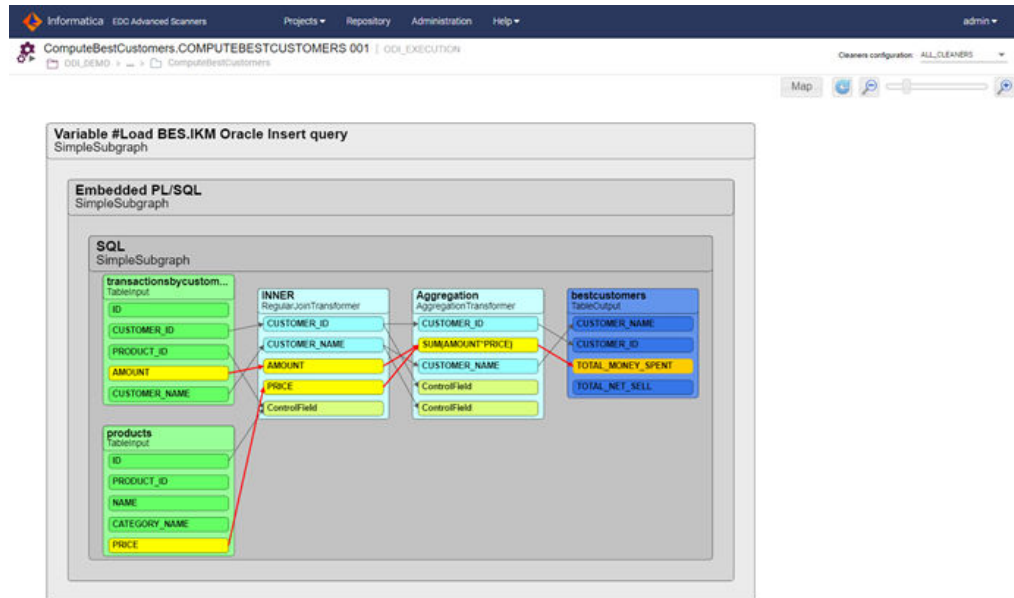 Informatica EDC Advanced Scanners Projects Repository Administration Help admin
ComputeBestCustomers.COMPUTEBESTCUSTOMERS 001 | ODI_EXECUTION
ODI_DEMO > ... > ComputeBestCustomers
Cleaners configuration: ALL_CLEANERS
Map
Variable #Load BES.IKM Oracle Insert query
SimpleSubgraph
Embedded PL/SQL
SimpleSubgraph
SQL
SimpleSubgraph
transactionsbycustom...
TableInput
ID
CUSTOMER_ID
PRODUCT_ID
AMOUNT
CUSTOMER_NAME
products
TableInput
ID
PRODUCT_ID
NAME
CATEGORY_NAME
PRICE
INNER
RegularJoinTransformer
CUSTOMER_ID
CUSTOMER_NAME
AMOUNT
PRICE
ControlField
Aggregation
AggregationTransformer
CUSTOMER_ID
SUM(AMOUNT*PRICE)
CUSTOMER_NAME
ControlField
ControlField
bestcustomers
TableOutput
CUSTOMER_NAME
CUSTOMER_ID
TOTAL_MONEY_SPENT
TOTAL_NET_SELL